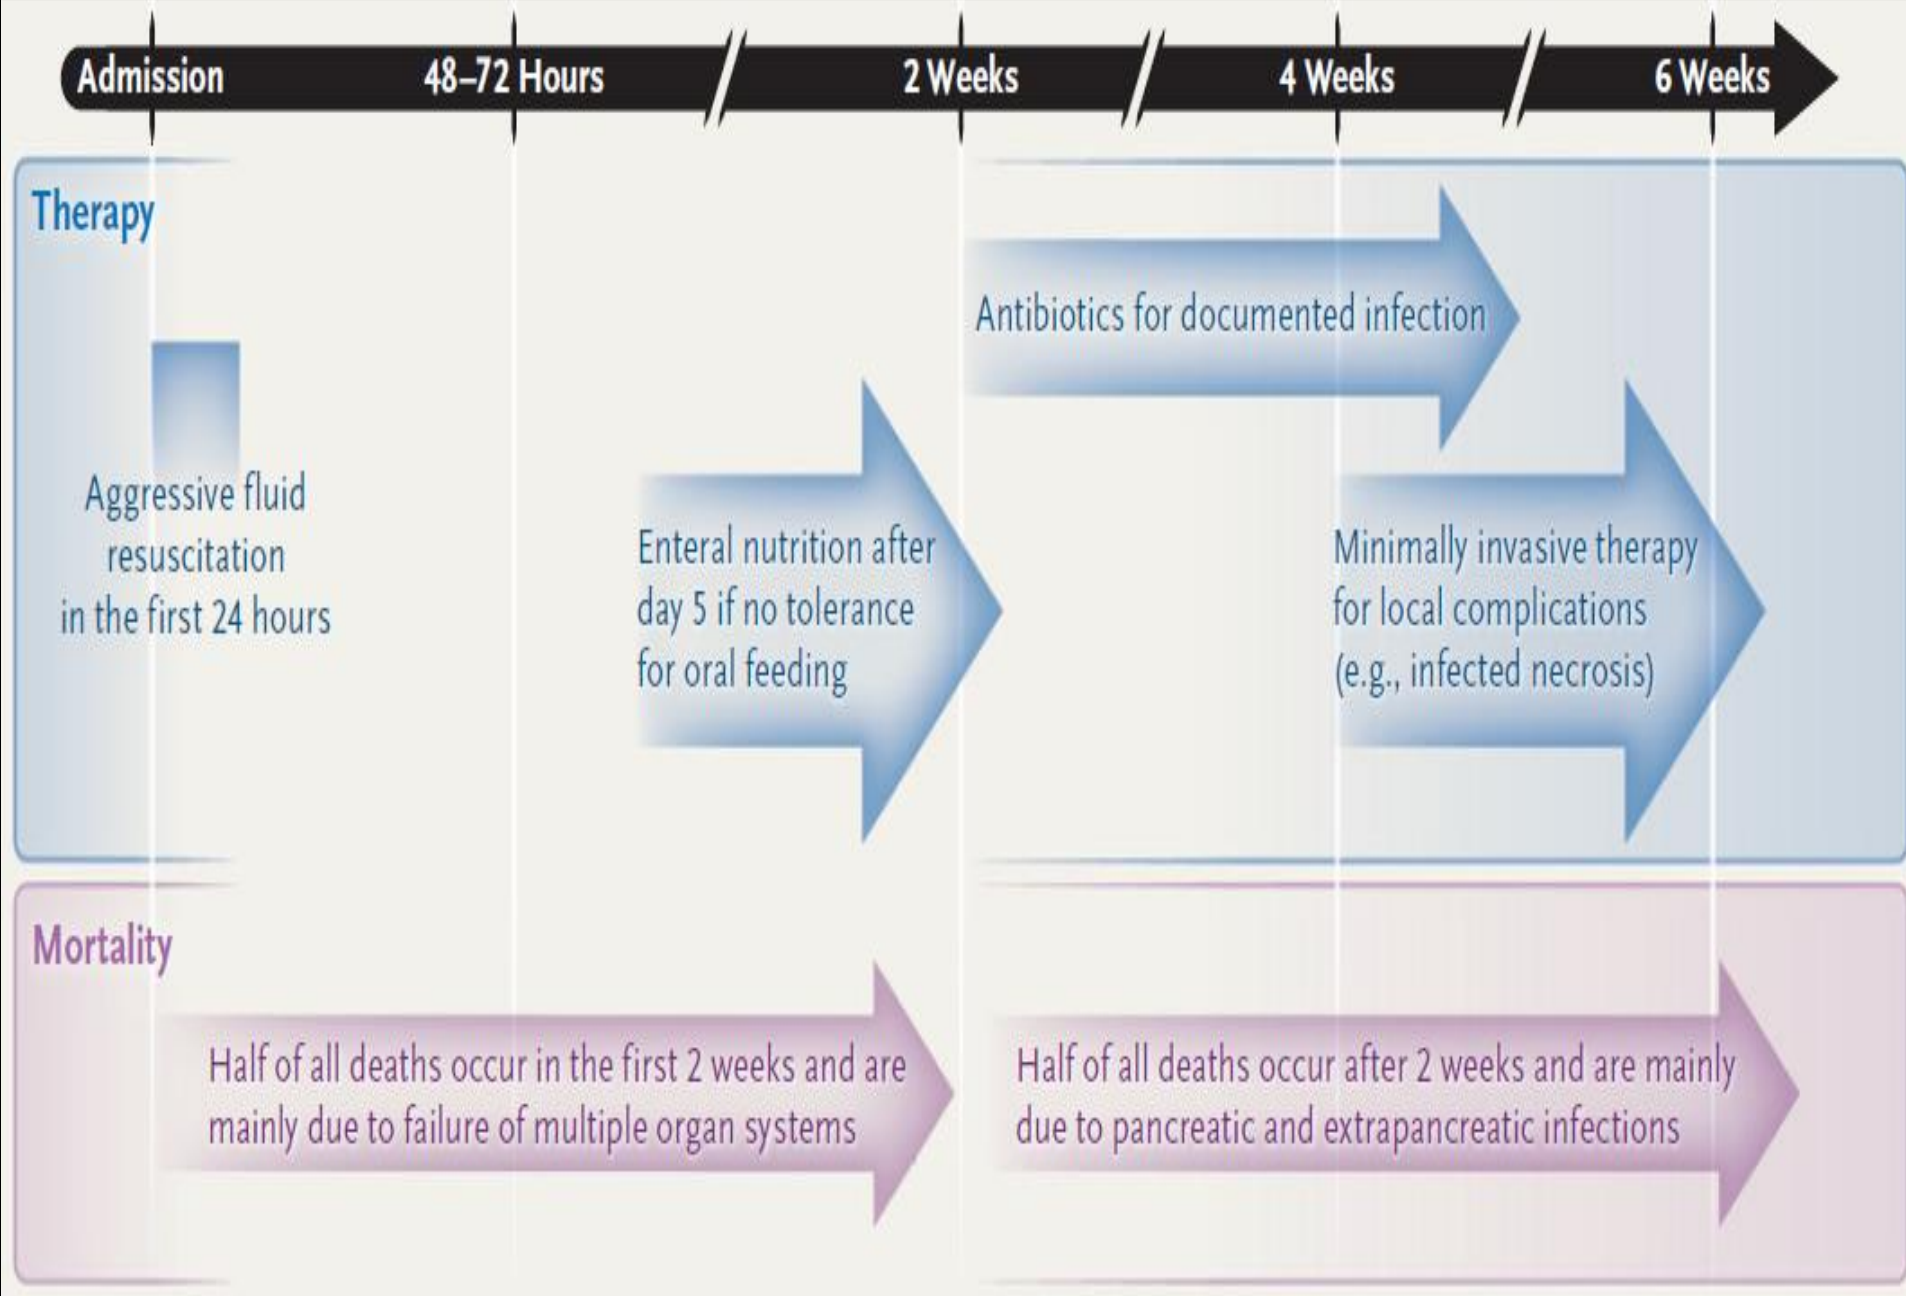 Admission 48–72 Hours 2 Weeks 4 Weeks 6 Weeks
Therapy
Aggressive fluid
resuscitation
in the first 24 hours
Enteral nutrition after
day 5 if no tolerance
for oral feeding
Antibiotics for documented infection
Minimally invasive therapy
for local complications
(e.g., infected necrosis)
Mortality
Half of all deaths occur in the first 2 weeks and are
mainly due to failure of multiple organ systems
Half of all deaths occur after 2 weeks and are mainly
due to pancreatic and extrapancreatic infections